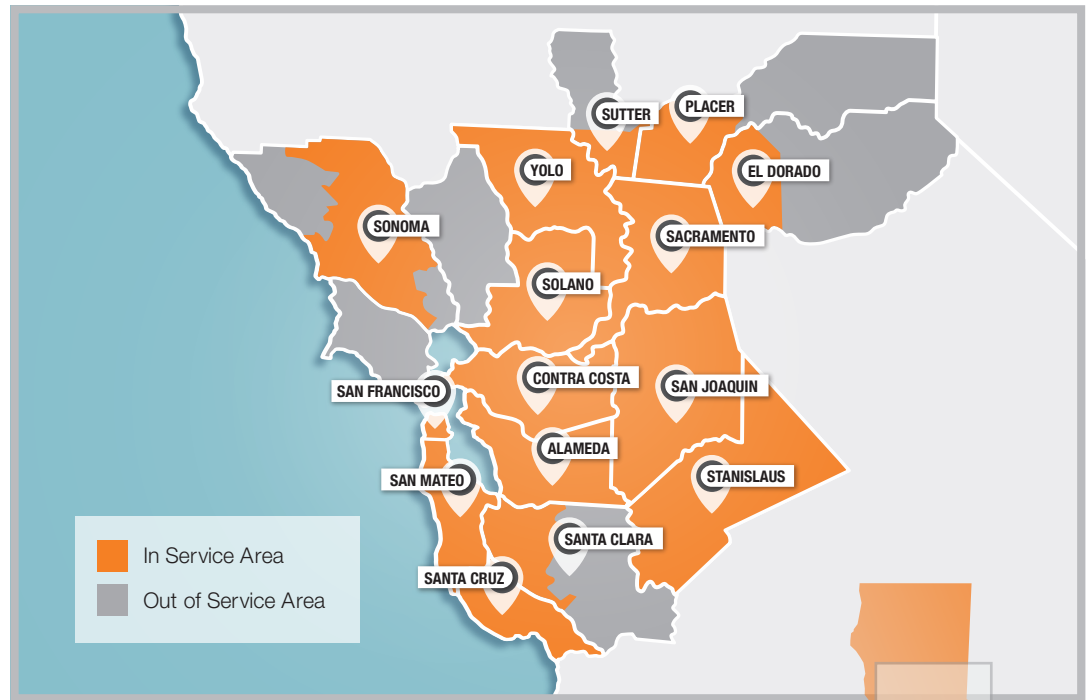 PLACER
SUTTER
YOLO
EL DORADO
SONOMA
SACRAMENTO
SOLANO
CONTRA COSTA
SAN JOAQUIN
SAN FRANCISCO
ALAMEDA
STANISLAUS
SAN MATEO
SANTA CLARA
SANTA CRUZ
In Service Area
Out of Service Area